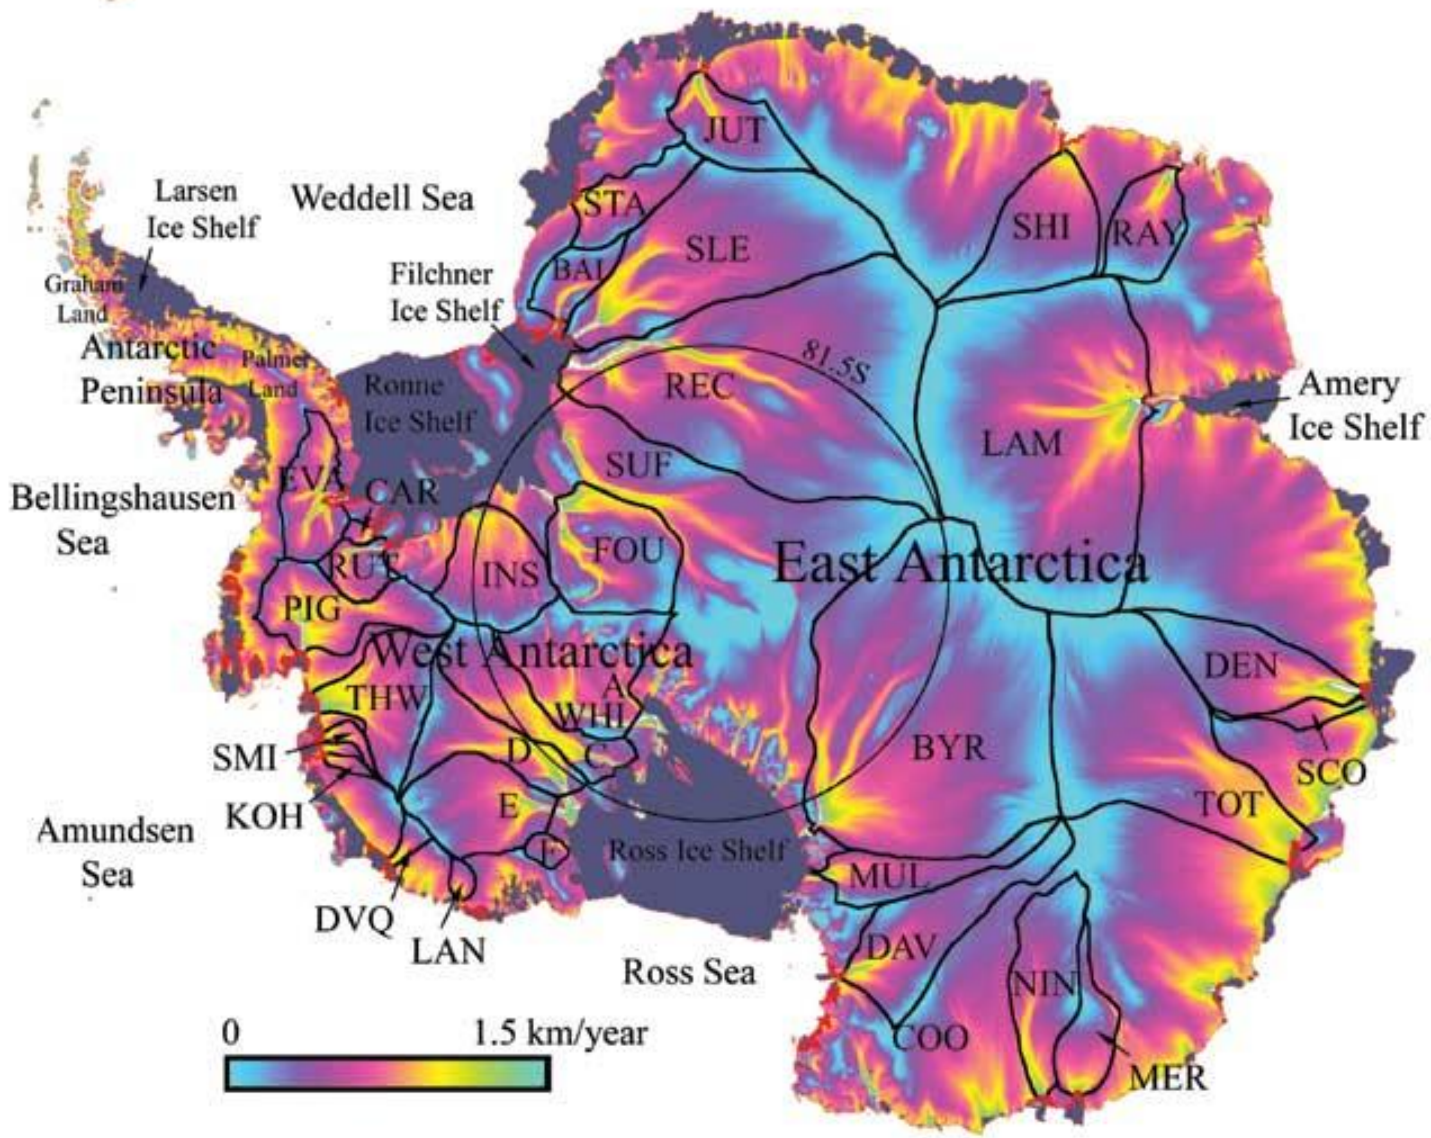 JUT
Larsen
Ice Shelf
Weddell Sea
STA
SLE
SHI
RAY
BAI
Filchner
Ice Shelf
Graham
Land
Antarctic
Peninsula
Palmer
Land
Ronne
Ice Shelf
81.5S
REC
Amery
Ice Shelf
LAM
SUF
EVA
CAR
Bellingshausen
Sea
FOU
INS
RUT
East Antarctica
PIG
West Antarctica
DEN
THW
A
WHI
SMI
D
C
BYR
SCO
KOH
E
TOT
Amundsen
Sea
F
Ross Ice Shelf
MUL
DVQ
LAN
DAV
Ross Sea
NIN
COO
MER
0
1.5 km/year